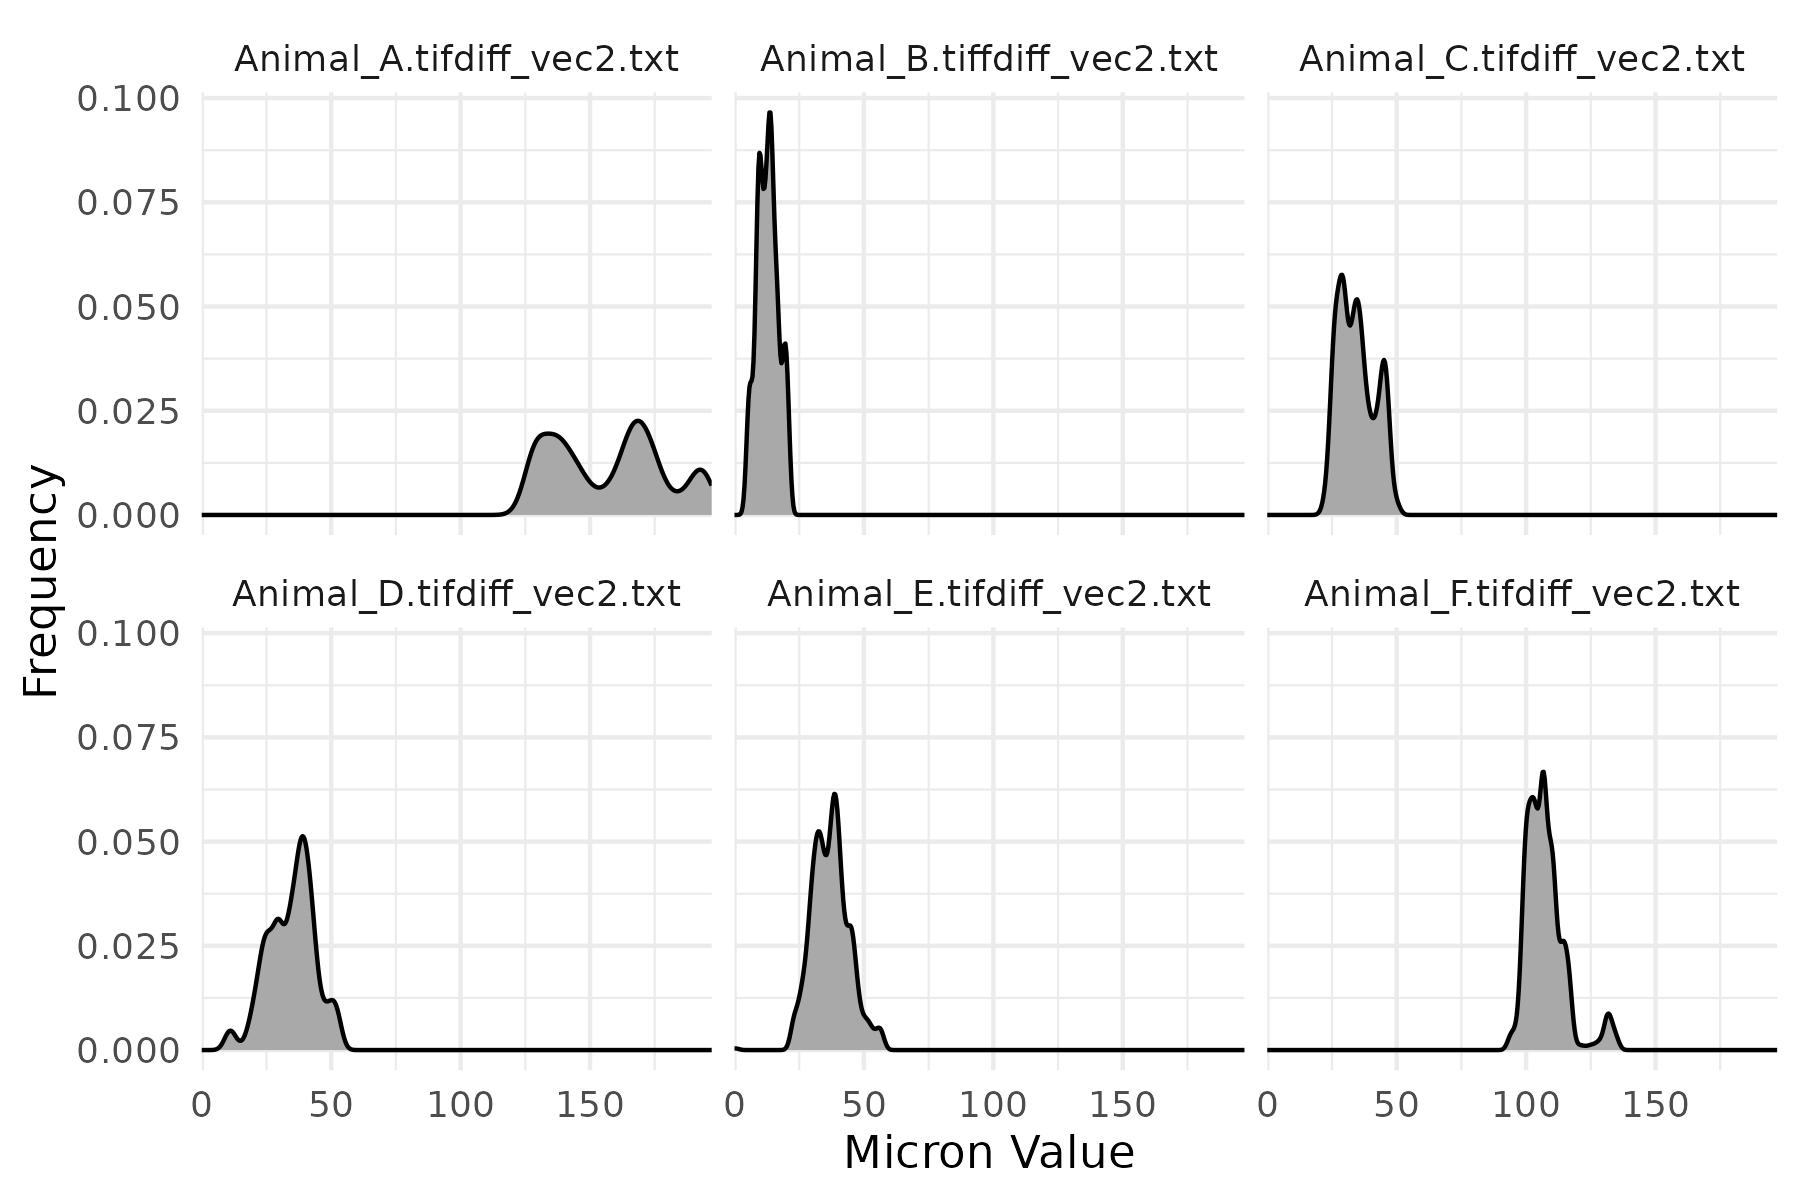 Animal_A.tifdiff_vec2.txt
Animal_B.tiffdiff_vec2.txt
Animal_C.tifdiff_vec2.txt
0.100
0.075
0.050
0.025
0.000
Animal_D.tifdiff_vec2.txt
Animal_E.tifdiff_vec2.txt
Animal_F.tifdiff_vec2.txt
0.100
0.075
0.050
0.025
0.000
Frequency
0 50 100 150
0 50 100 150
0 50 100 150
Micron Value